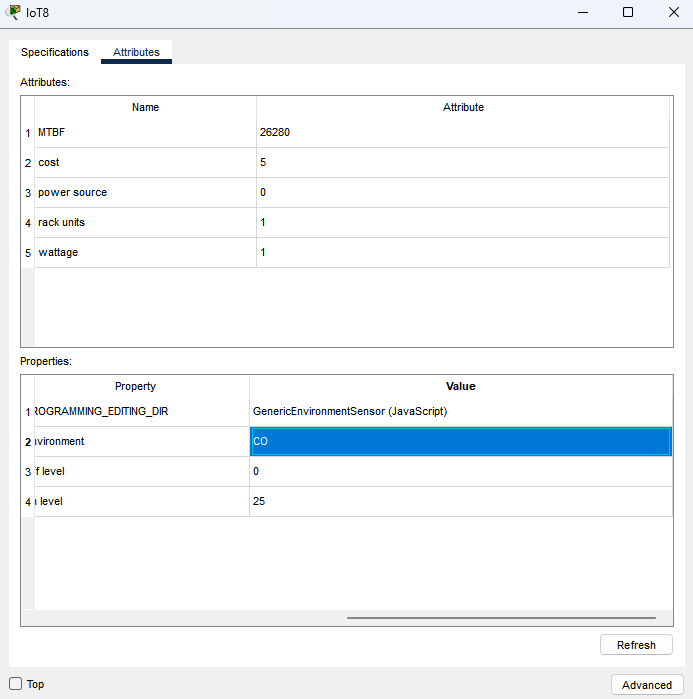 IoT8
Specifications Attributes
Attributes:
Name Attribute
1 MTBF 26280
2 cost 5
3 power source 0
4 rack units 1
5 wattage 1
Properties:
Property Value
1 ROGRAMMING_EDITING_DIR GenericEnvironmentSensor (JavaScript)
2 nvironment CO
3 f level 0
4 level 25
Refresh
Top Advanced